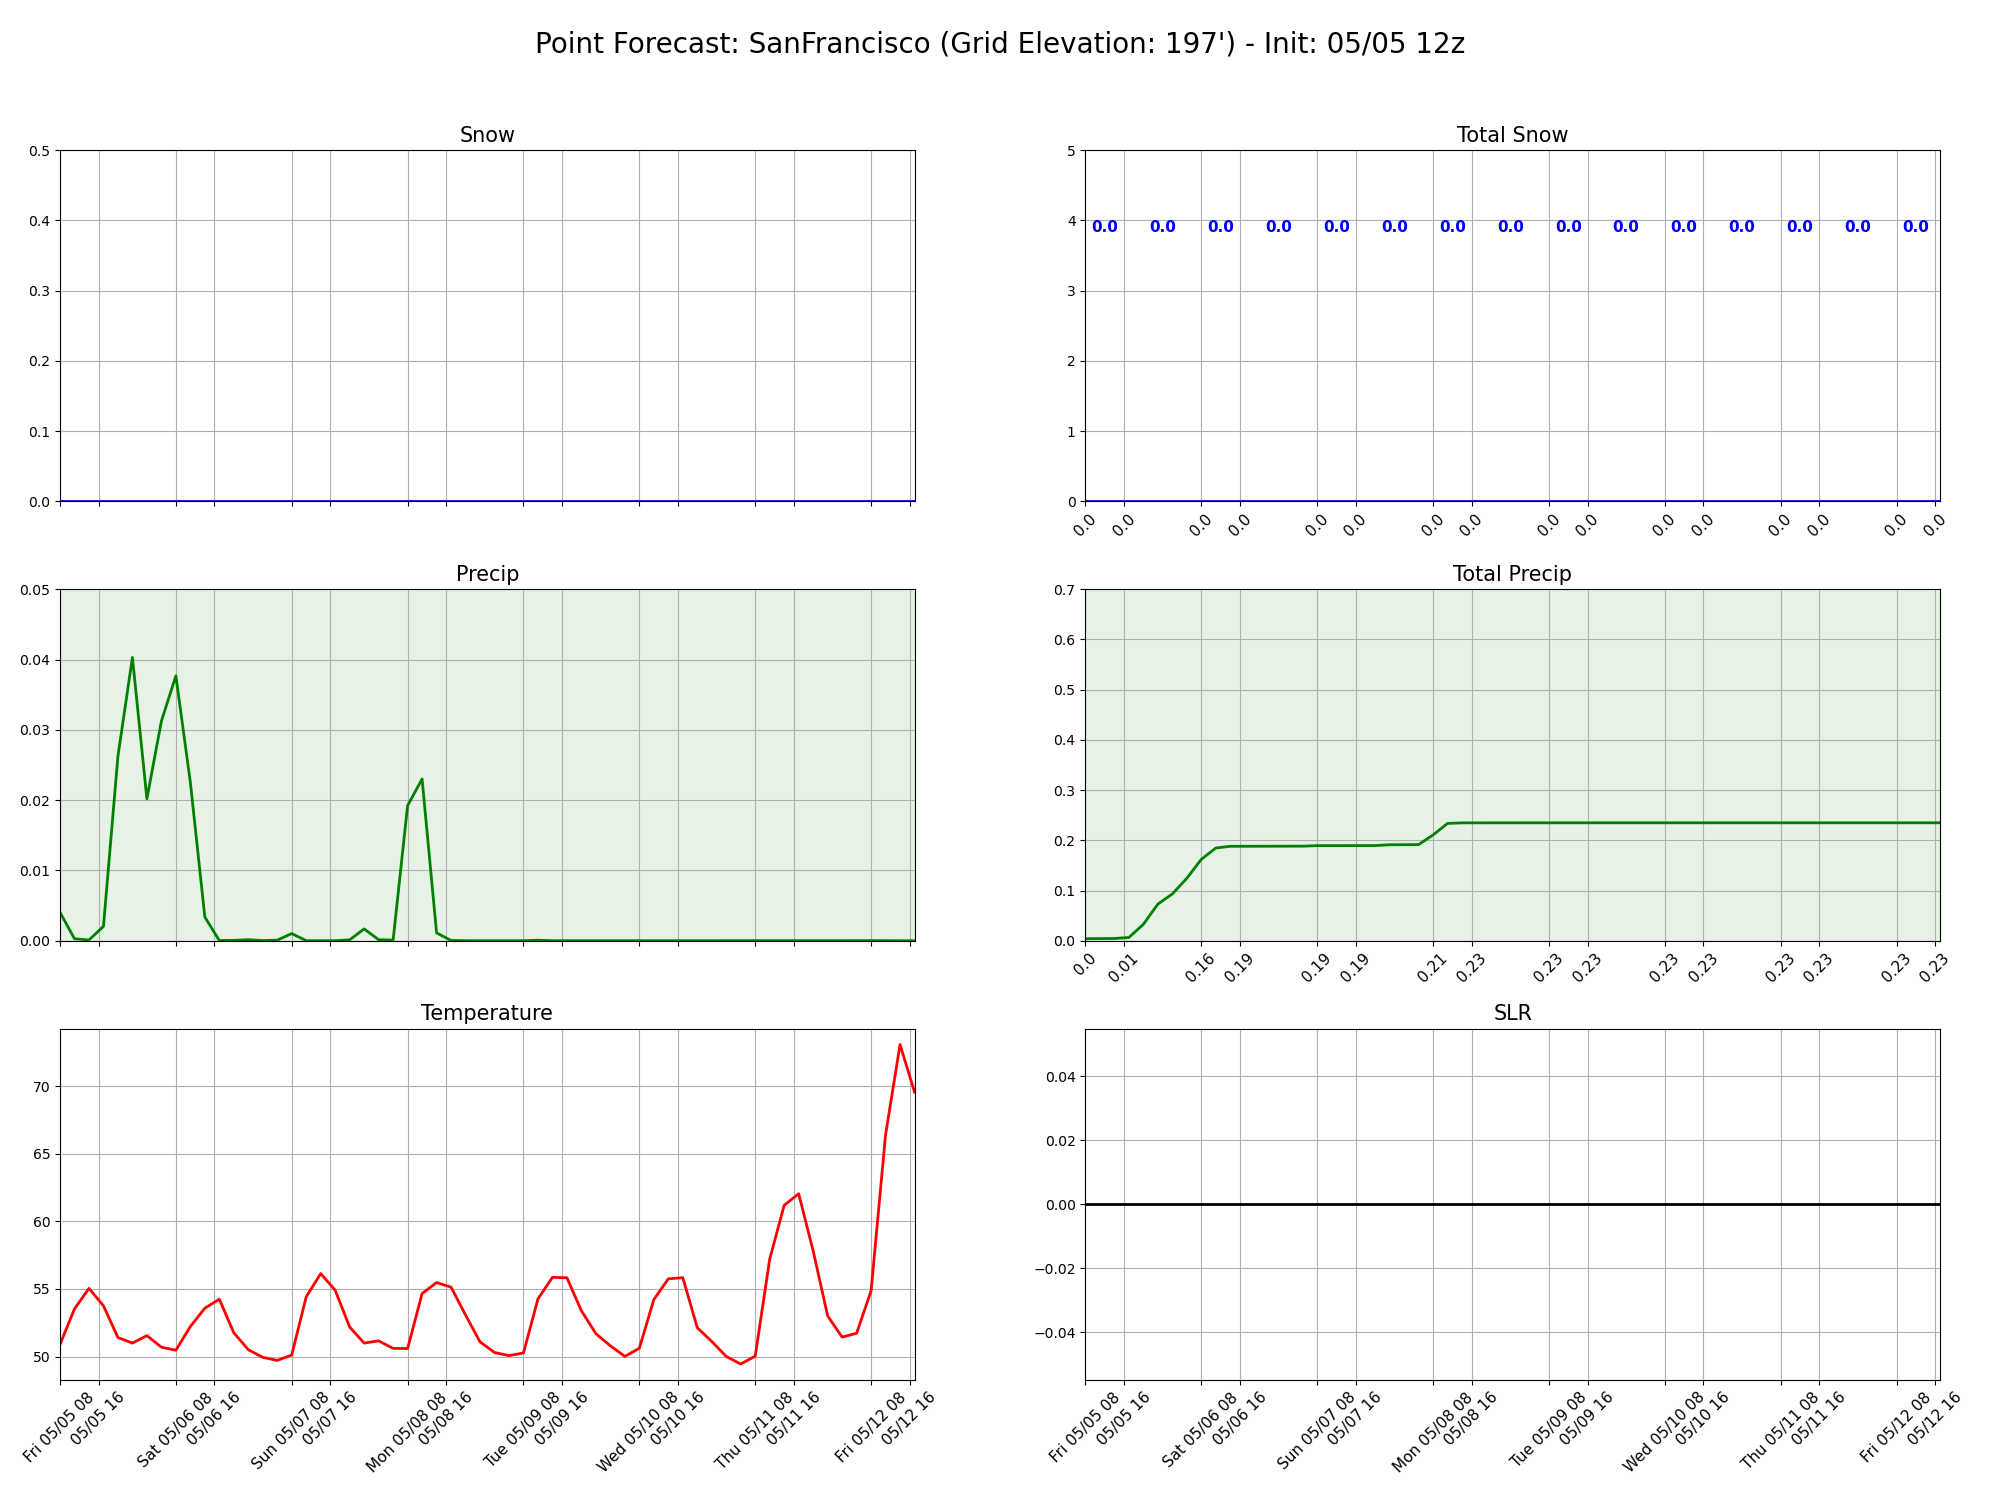 Point Forecast: SanFrancisco (Grid Elevation: 197') - Init: 05/05 12z
Snow
0.5
0.4
0.3
0.2
0.1
0.0
Total Snow
5
4
3
2
1
0
0.0 0.0 0.0 0.0 0.0 0.0 0.0 0.0 0.0 0.0 0.0 0.0 0.0 0.0 0.0
0.0 0.0 0.0 0.0 0.0 0.0 0.0 0.0 0.0 0.0 0.0 0.0 0.0 0.0 0.0 0.0
Precip
0.05
0.04
0.03
0.02
0.01
0.00
Total Precip
0.7
0.6
0.5
0.4
0.3
0.2
0.1
0.0
0.0 0.01 0.16 0.19 0.19 0.19 0.21 0.23 0.23 0.23 0.23 0.23 0.23 0.23 0.23 0.23
Temperature
70
65
60
55
50
Fri 05/05 08
05/05 16
Sat 05/06 08
05/06 16
Sun 05/07 08
05/07 16
Mon 05/08 08
05/08 16
Tue 05/09 08
05/09 16
Wed 05/10 08
05/10 16
Thu 05/11 08
05/11 16
Fri 05/12 08
05/12 16
SLR
0.04
0.02
0.00
−0.02
−0.04
Fri 05/05 08
05/05 16
Sat 05/06 08
05/06 16
Sun 05/07 08
05/07 16
Mon 05/08 08
05/08 16
Tue 05/09 08
05/09 16
Wed 05/10 08
05/10 16
Thu 05/11 08
05/11 16
Fri 05/12 08
05/12 16